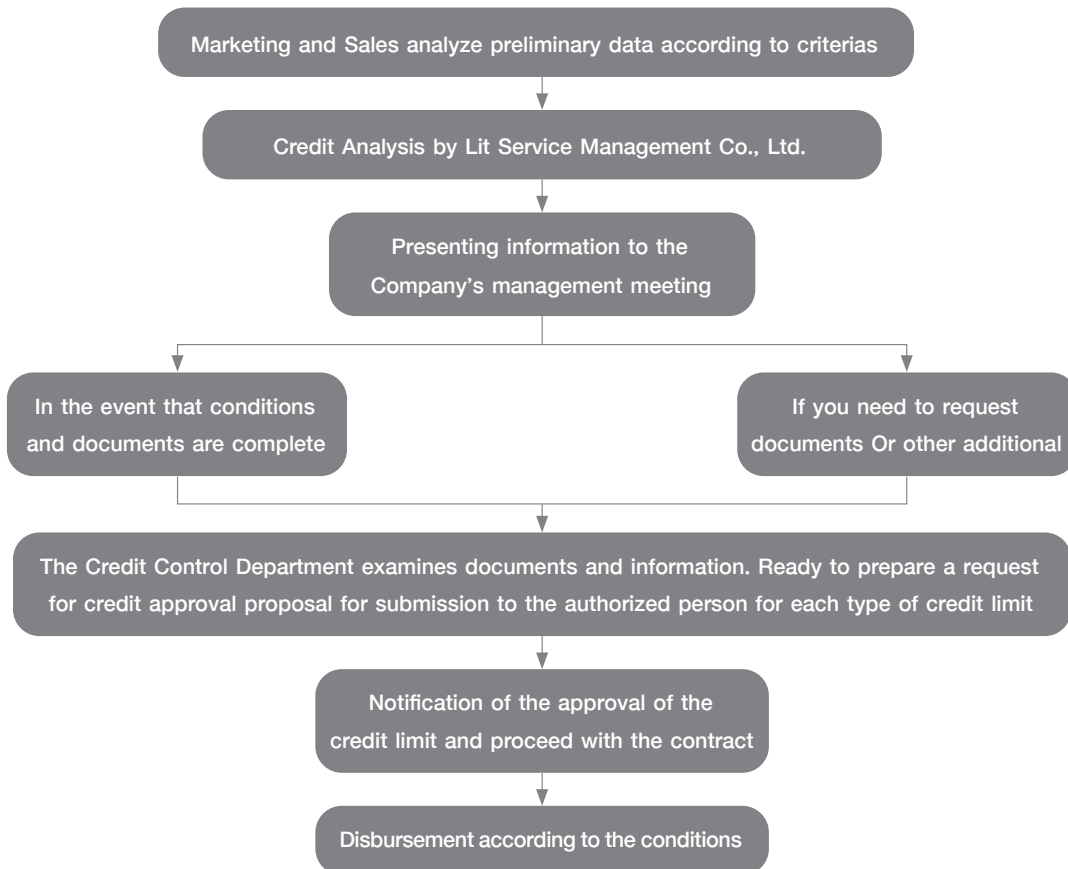 Marketing and Sales analyze preliminary data according to criterias
Credit Analysis by Lit Service Management Co., Ltd.
Presenting information to the
Company's management meeting
In the event that conditions
and documents are complete
If you need to request
documents Or other additional
The Credit Control Department examines documents and information. Ready to prepare a request
for credit approval proposal for submission to the authorized person for each type of credit limit
Notification of the approval of the
credit limit and proceed with the contract
Disbursement according to the conditions